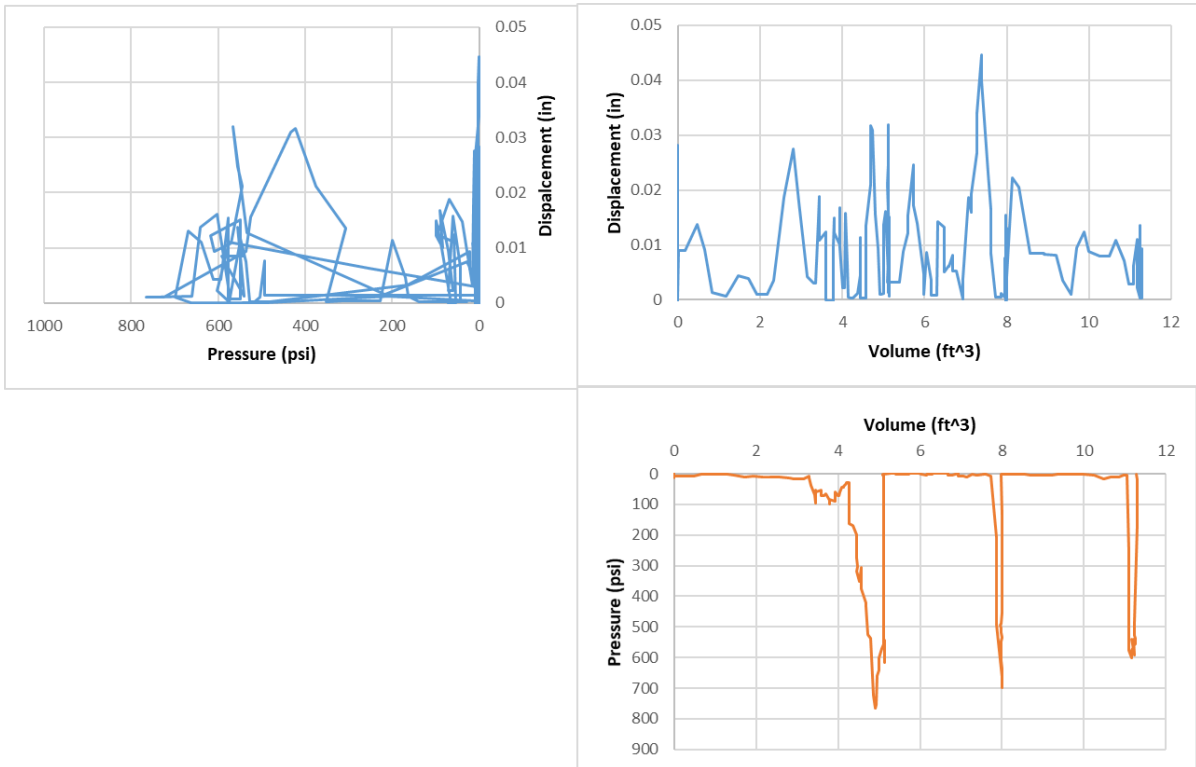 0.05
0.04
0.03
0.02
0.01
0
Dispalcement (in)
1000 800 600 400 200 0
Pressure (psi)
0.05
0.04
0.03
0.02
0.01
0
Displacement (in)
0 2 4 6 8 10 12
Volume (ft^3)
Volume (ft^3)
0 2 4 6 8 10 12
0
100
200
300
400
500
600
700
800
900
Pressure (psi)